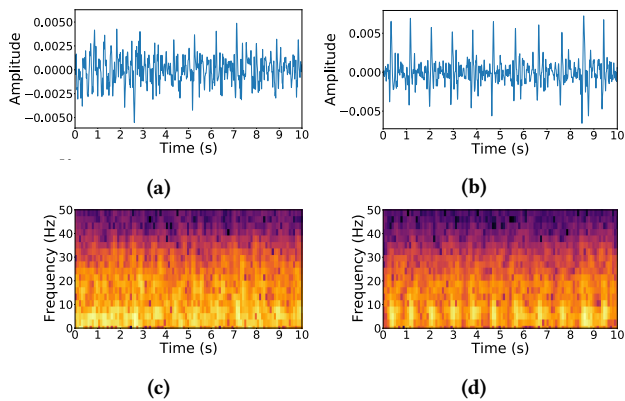 0.0050
0.0025
0.0000
−0.0025
−0.0050
Amplitude
0 1 2 3 4 5 6 7 8 9 10
Time (s)
(a)
0.005
0.000
−0.005
Amplitude
0 1 2 3 4 5 6 7 8 9 10
Time (s)
(b)
50
40
30
20
10
0
Frequency (Hz)
0 1 2 3 4 5 6 7 8 9 10
Time (s)
(c)
50
40
30
20
10
0
Frequency (Hz)
0 1 2 3 4 5 6 7 8 9 10
Time (s)
(d)